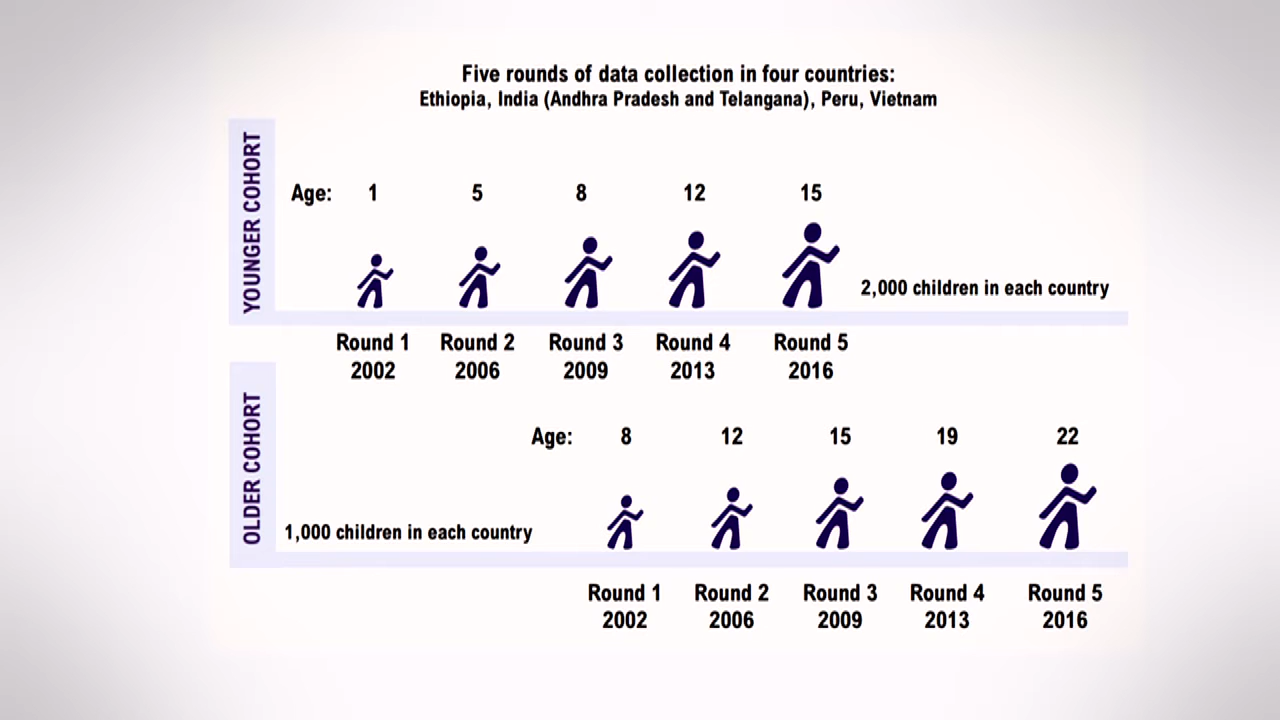 Five rounds of data collection in four countries:
Ethiopia, India (Andhra Pradesh and Telangana), Peru, Vietnam
YOUNGER COHORT
Age: 1 5 8 12 15
2,000 children in each country
Round 1 Round 2 Round 3 Round 4 Round 5
2002 2006 2009 2013 2016
OLDER COHORT
Age: 8 12 15 19 22
1,000 children in each country
Round 1 Round 2 Round 3 Round 4 Round 5
2002 2006 2009 2013 2016